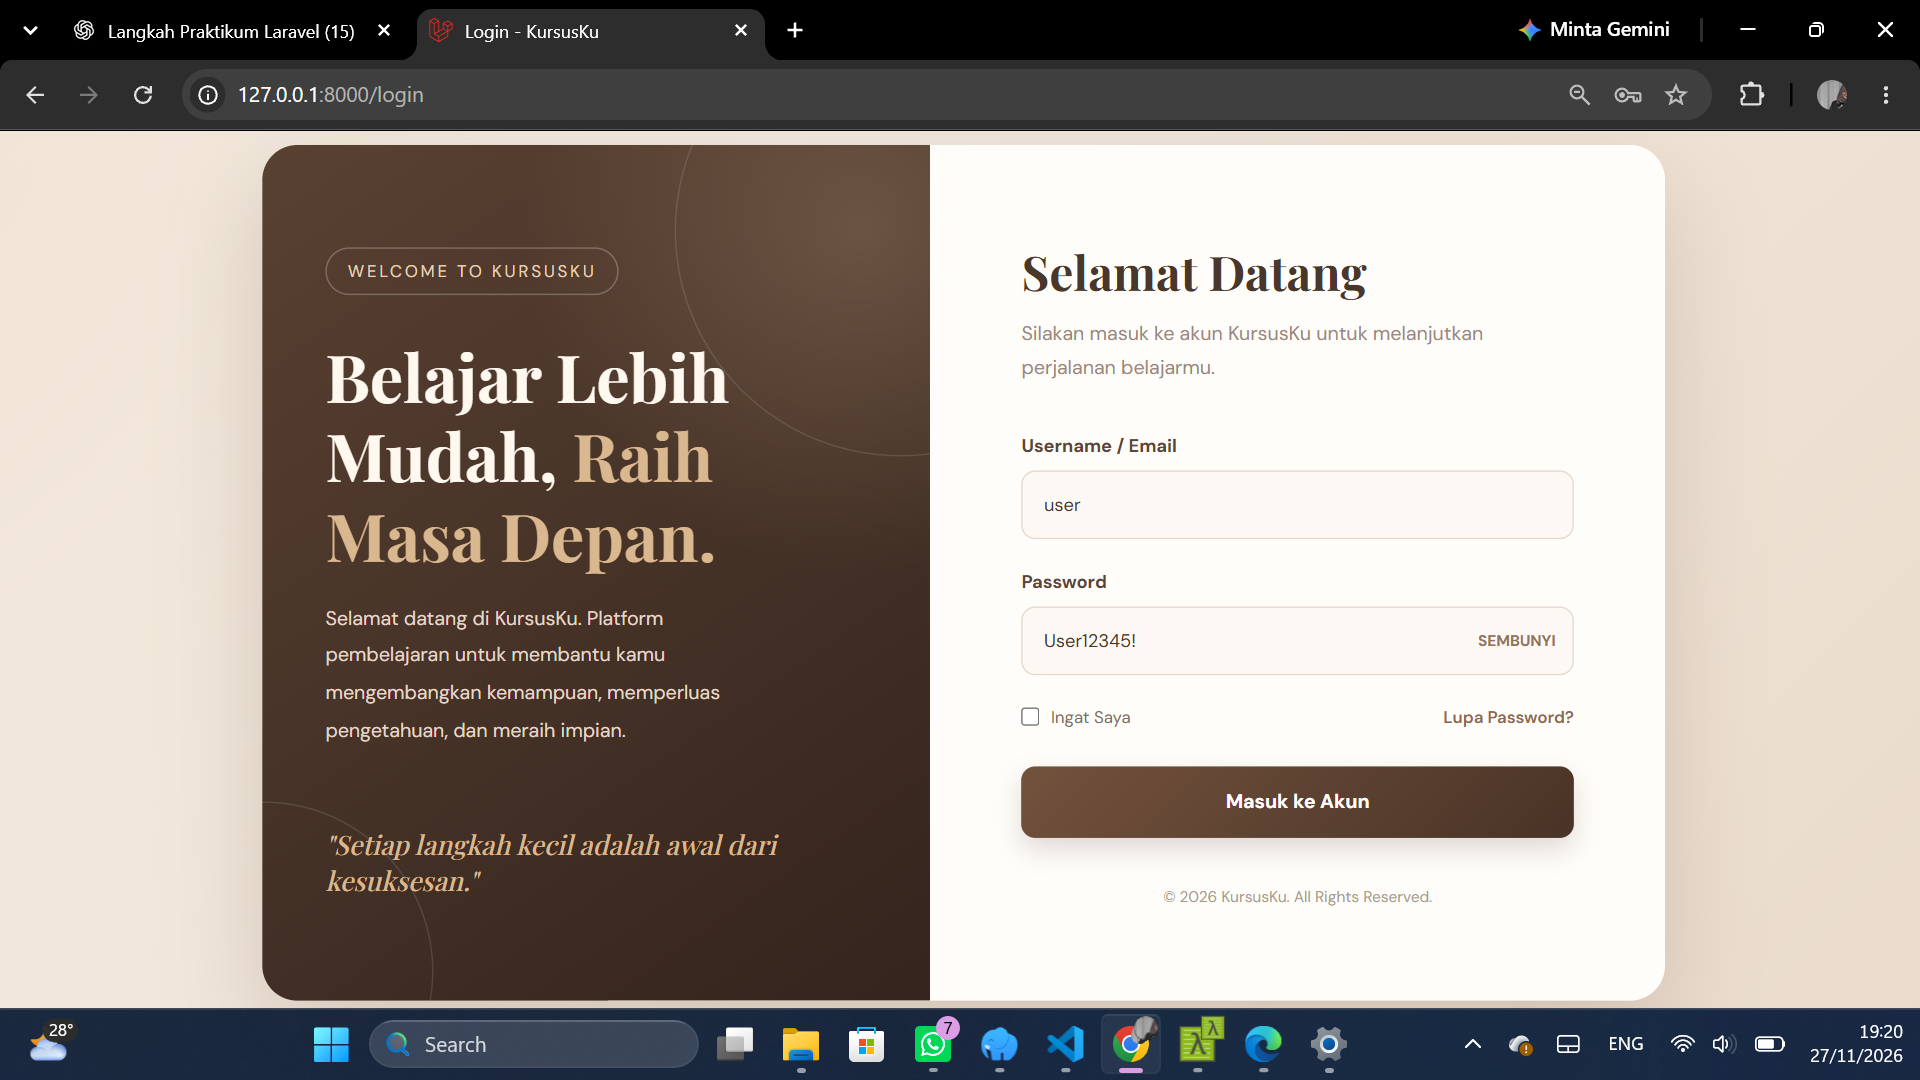 Langkah Praktikum Laravel (15)
Login - KursusKu
Minta Gemini
127.0.0.1:8000/login
WELCOME TO KURSUSKU
Belajar Lebih
Mudah, Raih
Masa Depan.
Selamat datang di KursusKu. Platform
pembelajaran untuk membantu kamu
mengembangkan kemampuan, memperluas
pengetahuan, dan meraih impian.
"Setiap langkah kecil adalah awal dari
kesuksesan."
Selamat Datang
Silakan masuk ke akun KursusKu untuk melanjutkan
perjalanan belajarmu.
Username / Email
user
Password
User12345!
SEMBUNYI
Ingat Saya
Lupa Password?
Masuk ke Akun
© 2026 KursusKu. All Rights Reserved.
28°
Search
7
λ
λ
ENG
19:20
27/11/2026